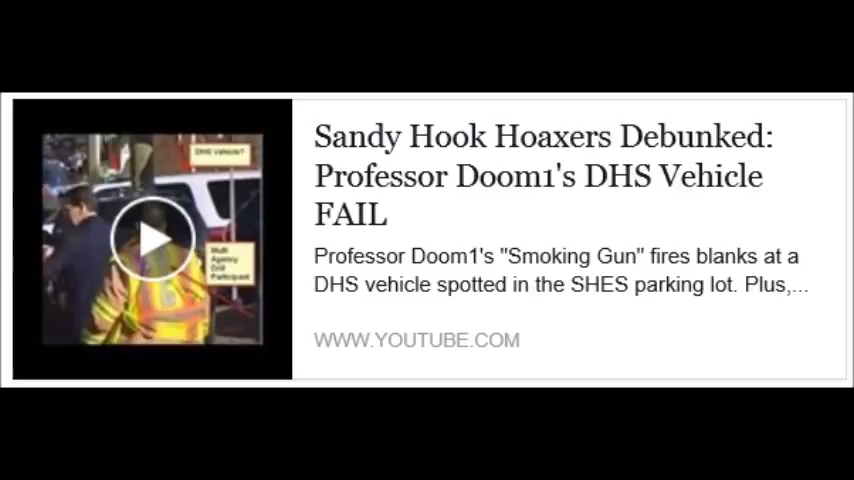 DHS Vehicle?
Multi
Agency
Drill
Participant
Sandy Hook Hoaxers Debunked:
Professor Doom1's DHS Vehicle
FAIL
Professor Doom1's "Smoking Gun" fires blanks at a
DHS vehicle spotted in the SHES parking lot. Plus,...
WWW.YOUTUBE.COM